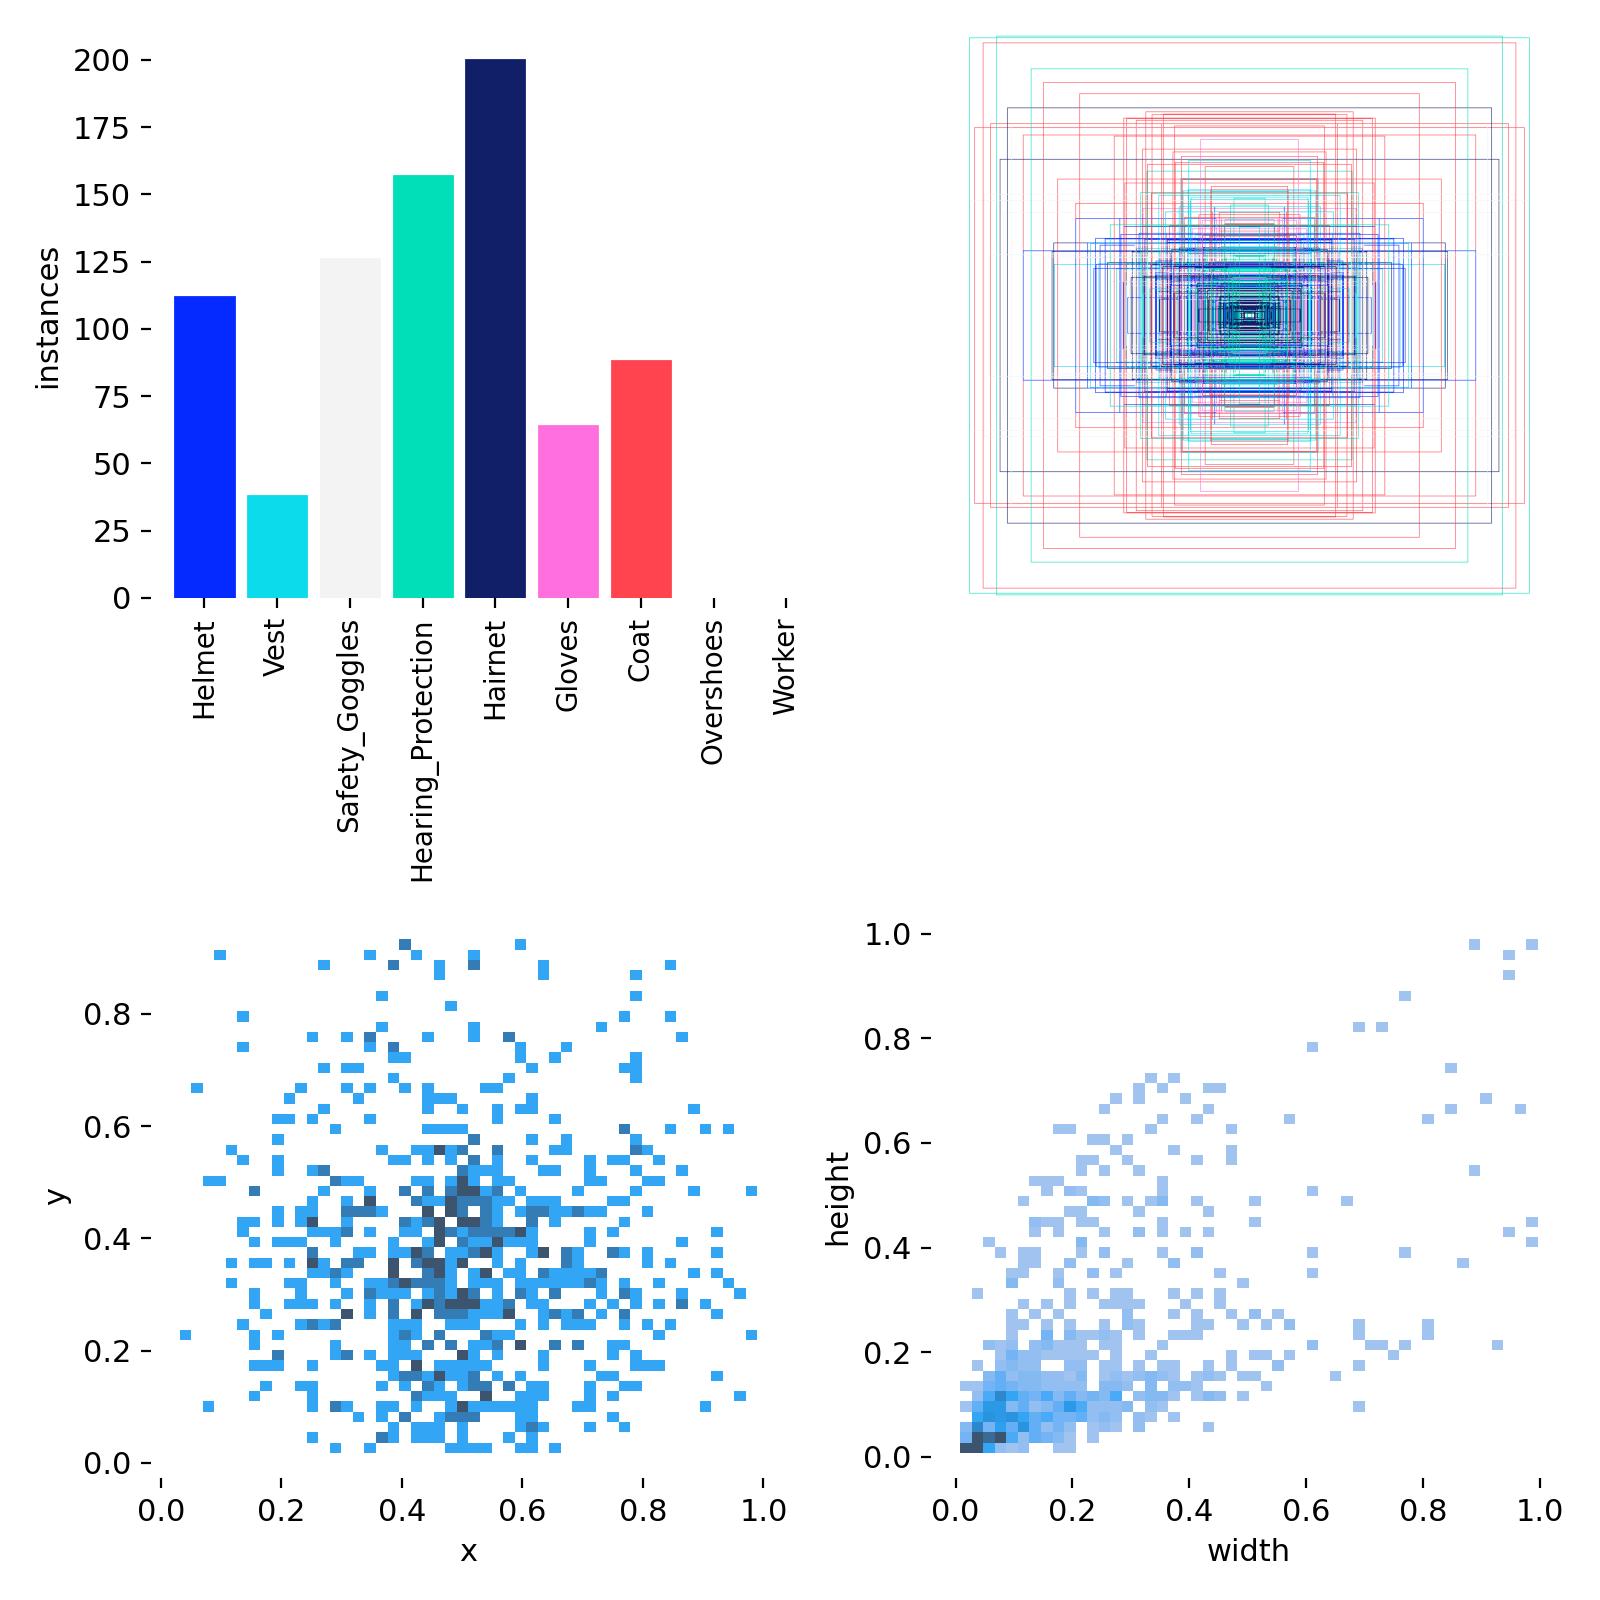 200
175
150
125
100
75
50
25
0
instances
Helmet
Vest
Safety_Goggles
Hearing_Protection
Hairnet
Gloves
Coat
Overshoes
Worker
0.8
0.6
0.4
0.2
0.0
y
0.0 0.2 0.4 0.6 0.8 1.0
x
1.0
0.8
0.6
0.4
0.2
0.0
height
0.0 0.2 0.4 0.6 0.8 1.0
width